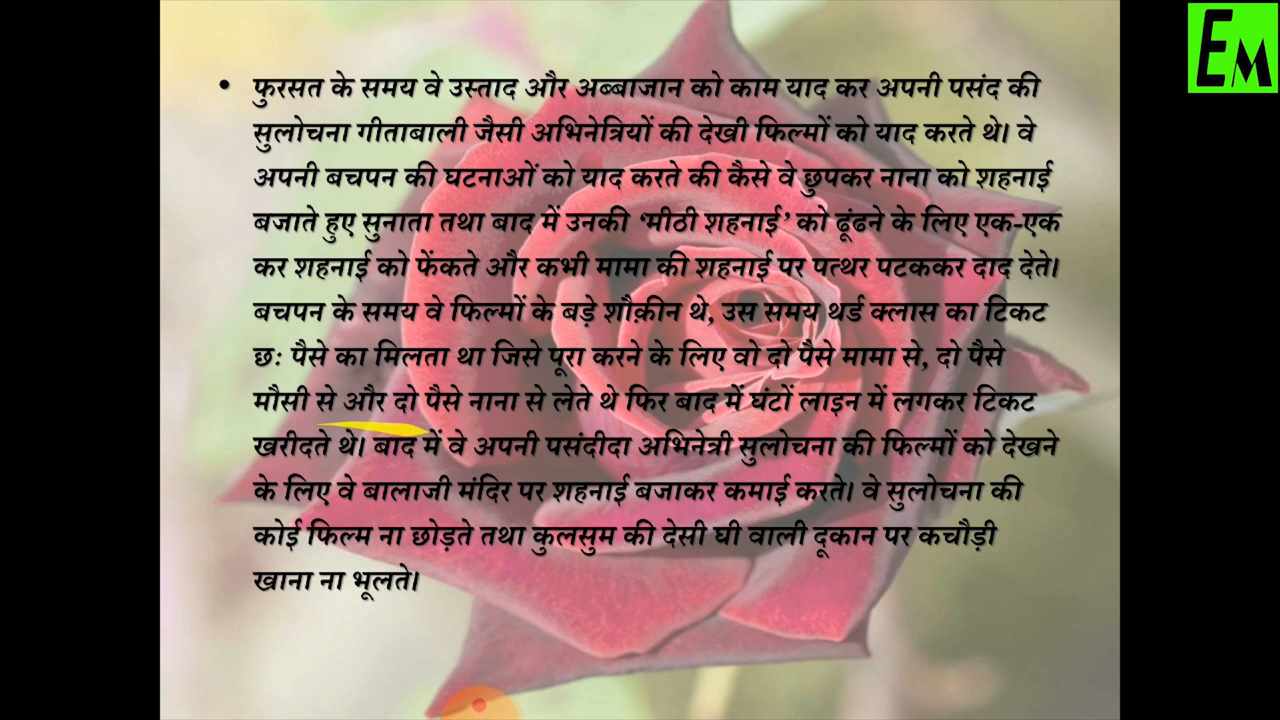 EM
• फुरसत के समय वे उस्ताद और अब्बाजान को काम याद कर अपनी पसंद की
सुलोचना गीताबाली जैसी अभिनेत्रियों की देखी फिल्मों को याद करते थे। वे
अपनी बचपन की घटनाओं को याद करते की कैसे वे छुपकर नाना को शहनाई
बजाते हुए सुनाता तथा बाद में उनकी ‘मीठी शहनाई’ को ढूंढने के लिए एक-एक
कर शहनाई को फेंकते और कभी मामा की शहनाई पर पत्थर पटककर दाद देते।
बचपन के समय वे फिल्मों के बड़े शौक़ीन थे, उस समय थर्ड क्लास का टिकट
छः पैसे का मिलता था जिसे पूरा करने के लिए वो दो पैसे मामा से, दो पैसे
मौसी से और दो पैसे नाना से लेते थे फिर बाद में घंटों लाइन में लगकर टिकट
खरीदते थे। बाद में वे अपनी पसंदीदा अभिनेत्री सुलोचना की फिल्मों को देखने
के लिए वे बालाजी मंदिर पर शहनाई बजाकर कमाई करते। वे सुलोचना की
कोई फिल्म ना छोड़ते तथा कुलसुम की देसी घी वाली दूकान पर कचौड़ी
खाना ना भूलते।